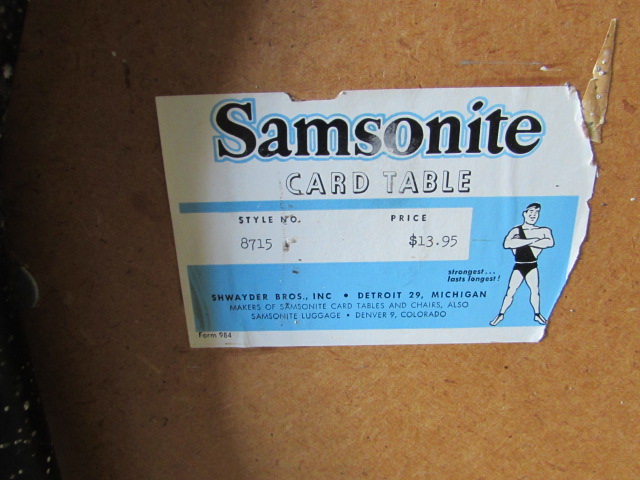 Samsonite
CARD TABLE
STYLE NO. PRICE
8715 $13.95
strongest...
lasts longest!
SHWAYDER BROS., INC • DETROIT 29, MICHIGAN
MAKERS OF SAMSONITE CARD TABLES AND CHAIRS, ALSO
SAMSONITE LUGGAGE • DENVER 9, COLORADO
Form 984